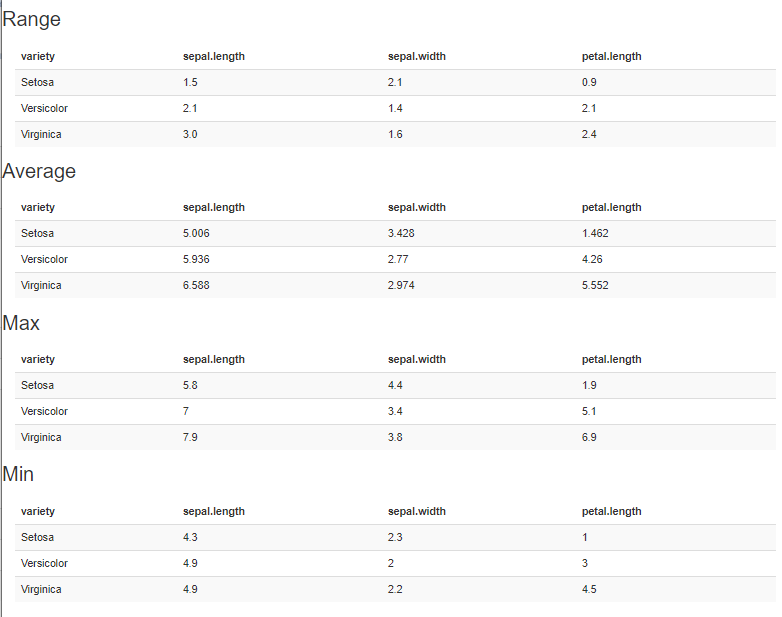 Range
variety sepal.length sepal.width petal.length
Setosa 1.5 2.1 0.9
Versicolor 2.1 1.4 2.1
Virginica 3.0 1.6 2.4
Average
variety sepal.length sepal.width petal.length
Setosa 5.006 3.428 1.462
Versicolor 5.936 2.77 4.26
Virginica 6.588 2.974 5.552
Max
variety sepal.length sepal.width petal.length
Setosa 5.8 4.4 1.9
Versicolor 7 3.4 5.1
Virginica 7.9 3.8 6.9
Min
variety sepal.length sepal.width petal.length
Setosa 4.3 2.3 1
Versicolor 4.9 2 3
Virginica 4.9 2.2 4.5